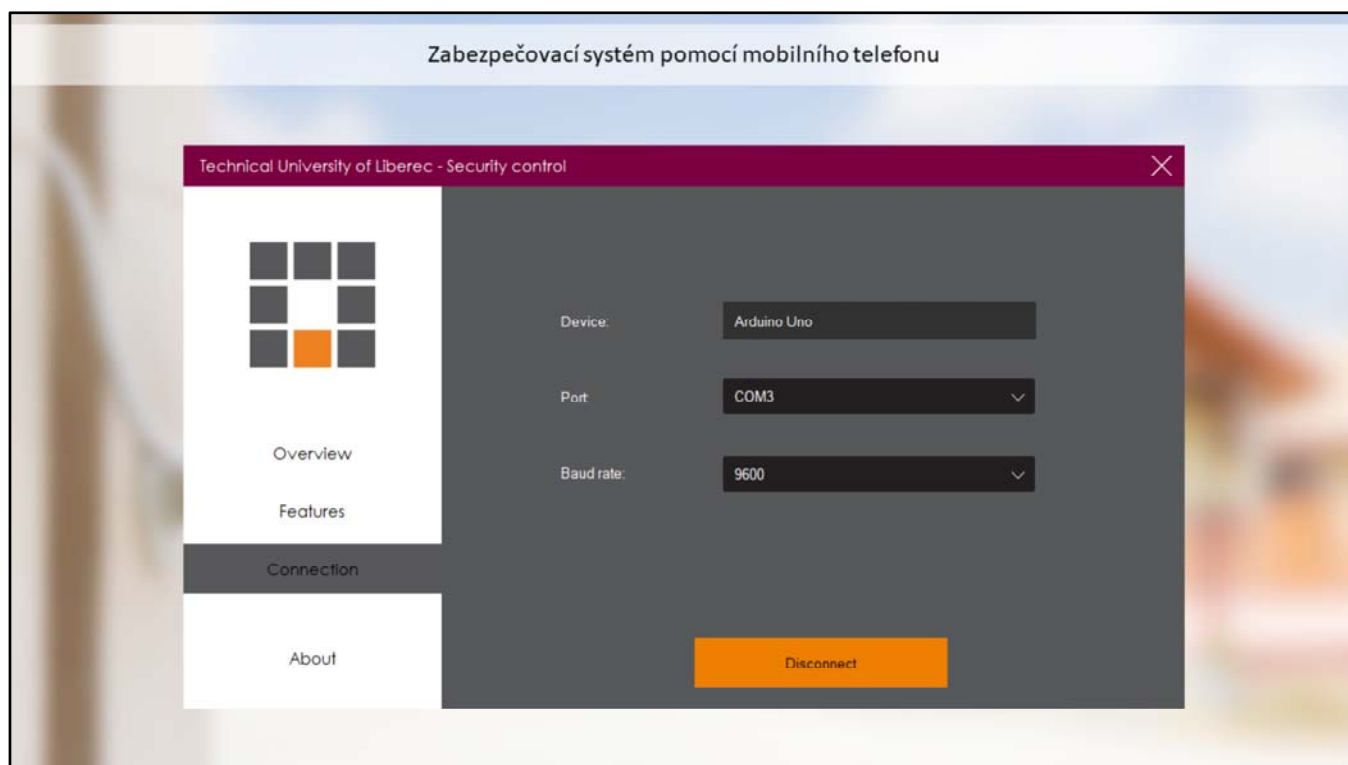 Zabezpečovací systém pomocí mobilního telefonu
Technical University of Liberec - Security control
Device: Arduino Uno
Port: COM3
Baud rate: 9600
Overview
Features
Connection
About
Disconnect